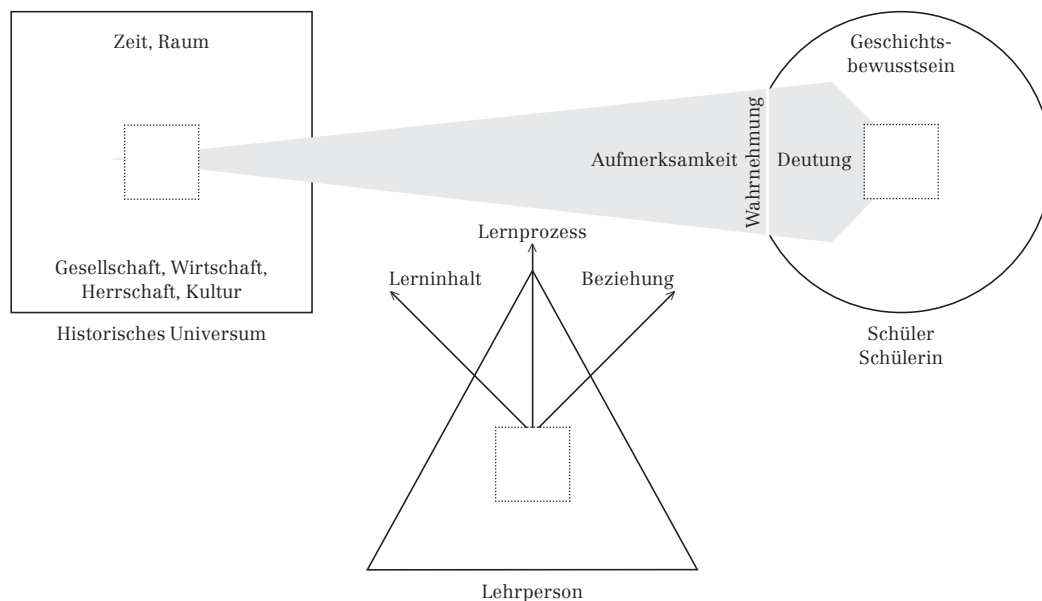 Zeit, Raum
Geschichts-
bewusstsein
Aufmerksamkeit
Wahrnehmung
Deutung
Lernprozess
Gesellschaft, Wirtschaft,
Herrschaft, Kultur
Lerninhalt
Beziehung
Historisches Universum
Schüler
Schülerin
Lehrperson